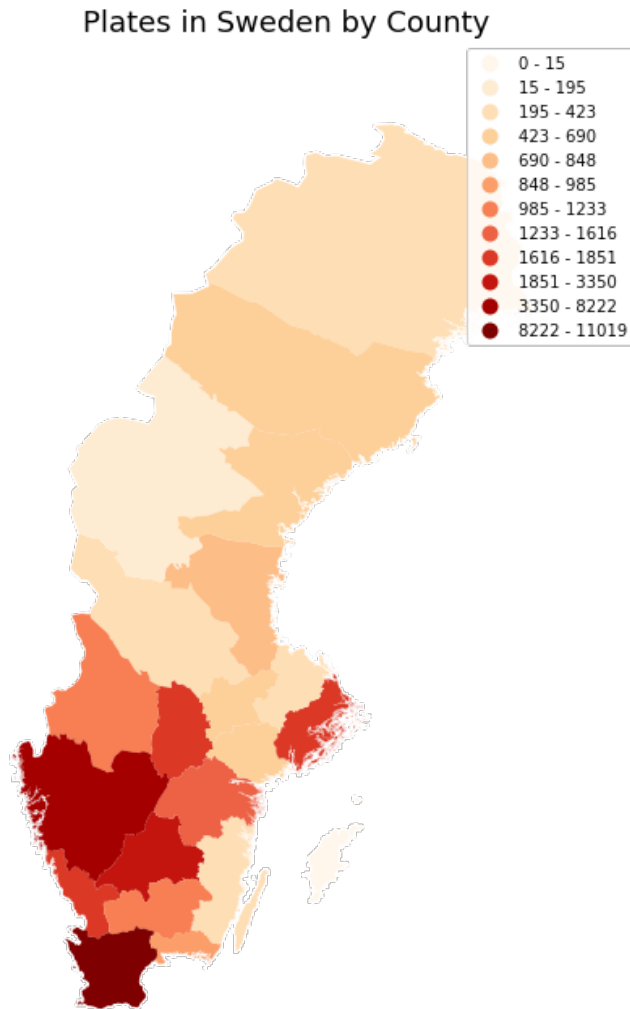 Plates in Sweden by County
0 - 15
15 - 195
195 - 423
423 - 690
690 - 848
848 - 985
985 - 1233
1233 - 1616
1616 - 1851
1851 - 3350
3350 - 8222
8222 - 11019